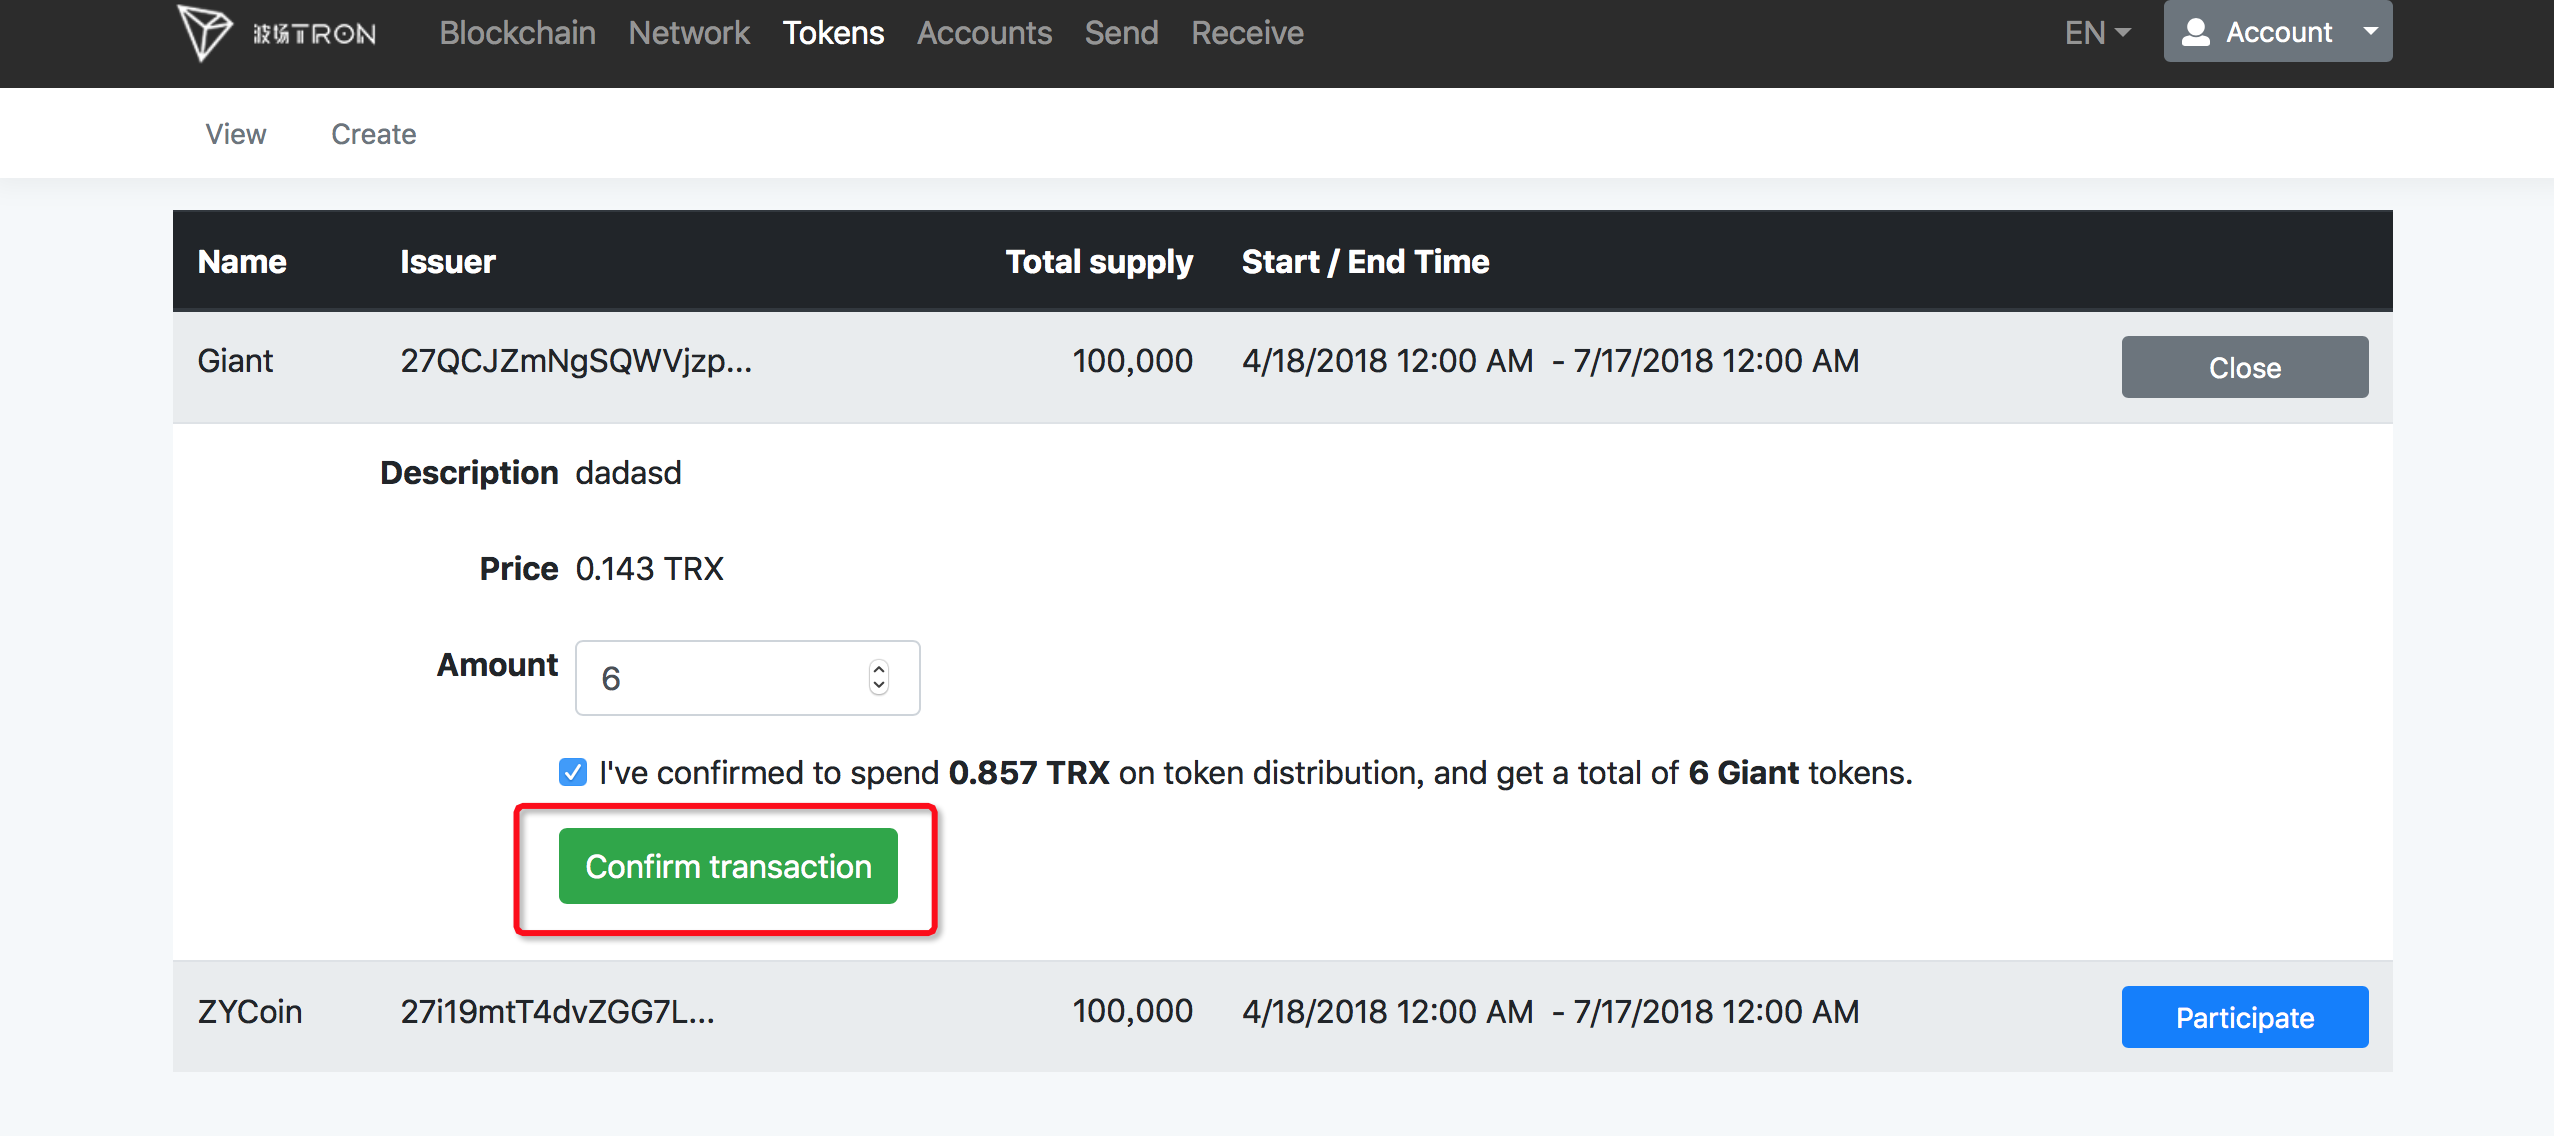 波场TRON Blockchain Network Tokens Accounts Send Receive EN Account
View Create
Name Issuer Total supply Start / End Time
Giant 27QCJZmNgSQWVjzp... 100,000 4/18/2018 12:00 AM - 7/17/2018 12:00 AM Close
Description dadasd
Price 0.143 TRX
Amount 6
I've confirmed to spend 0.857 TRX on token distribution, and get a total of 6 Giant tokens.
Confirm transaction
ZYCoin 27i19mtT4dvZGG7L... 100,000 4/18/2018 12:00 AM - 7/17/2018 12:00 AM Participate